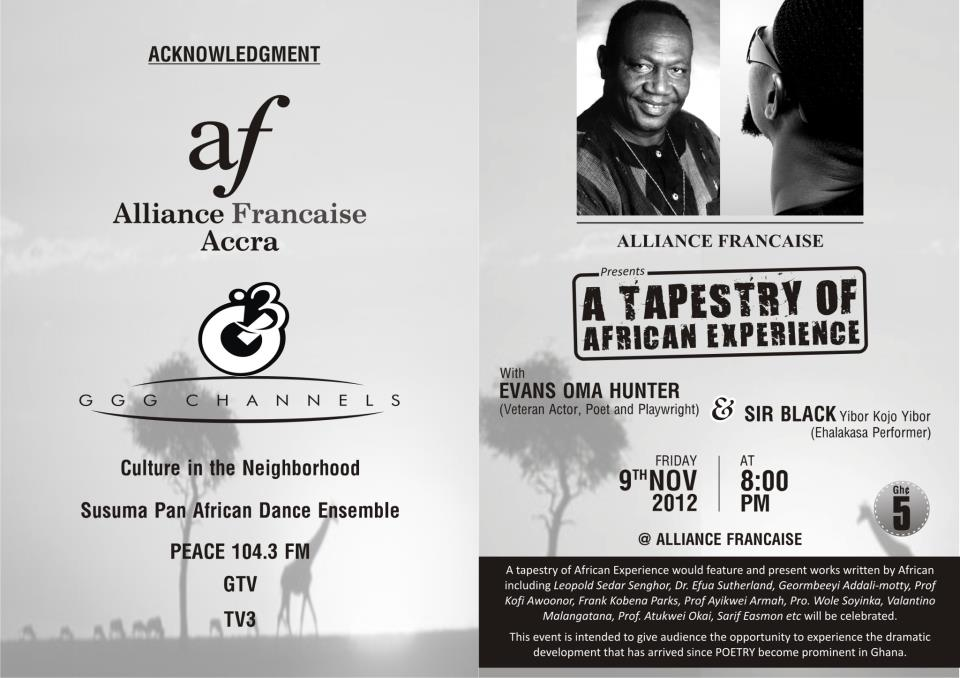 ACKNOWLEDGMENT
af
Alliance Francaise
Accra
G3
GGG CHANNELS
Culture in the Neighborhood
Susuma Pan African Dance Ensemble
PEACE 104.3 FM
GTV
TV3
ALLIANCE FRANCAISE
Presents
A TAPESTRY OF
AFRICAN EXPERIENCE
With
EVANS OMA HUNTER
(Veteran Actor, Poet and Playwright)
& SIR BLACK Yibor Kojo Yibor
(Ehalakasa Performer)
FRIDAY
9TH NOV
2012
AT
8:00
PM
Gh¢
5
@ ALLIANCE FRANCAISE
A tapestry of African Experience would feature and present works written by African
including Leopold Sedar Senghor, Dr. Efua Sutherland, Geormbeeyi Addali-motty, Prof
Kofi Awoonor, Frank Kobena Parks, Prof Ayikwei Armah, Pro. Wole Soyinka, Valantino
Malangatana, Prof. Atukwei Okai, Sarif Easmon etc will be celebrated.
This event is intended to give audience the opportunity to experience the dramatic
development that has arrived since POETRY become prominent in Ghana.